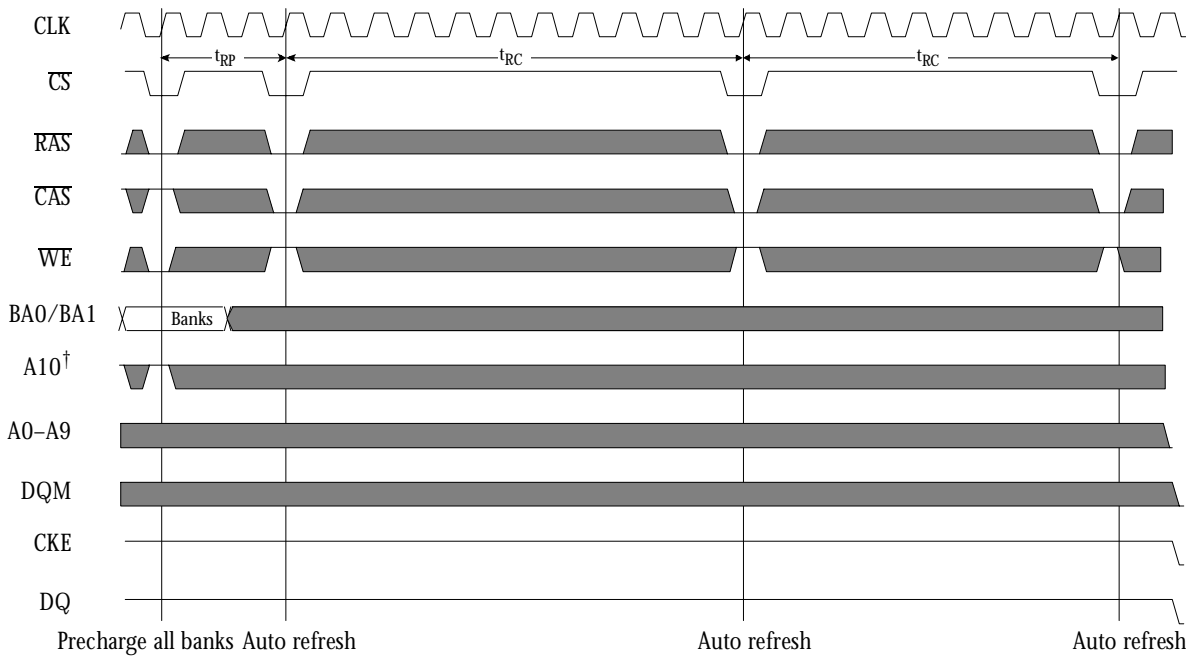 CLK
tRP
tRC
tRC
CS
RAS
CAS
WE
BA0/BA1
Banks
A10†
A0–A9
DQM
CKE
DQ
Precharge all banks Auto refresh Auto refresh Auto refresh